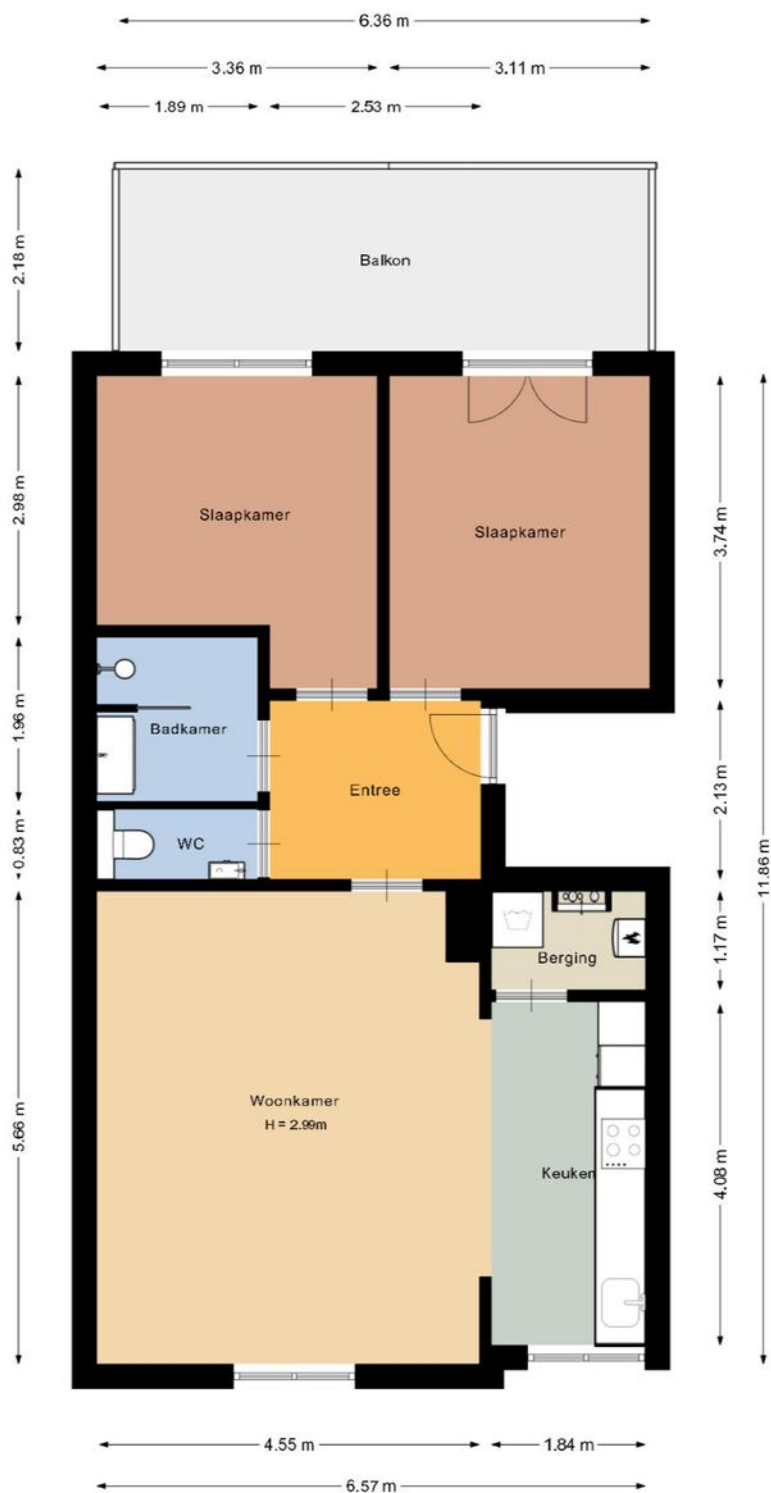 6.36 m
3.36 m
3.11 m
1.89 m
2.53 m
2.18 m
Balkon
2.98 m
Slaapkamer
Slaapkamer
3.74 m
1.96 m
Badkamer
Entree
2.13 m
11.86 m
0.83 m
WC
Berging
1.17 m
5.66 m
Woonkamer
H = 2.99m
Keuken
4.08 m
4.55 m
1.84 m
6.57 m